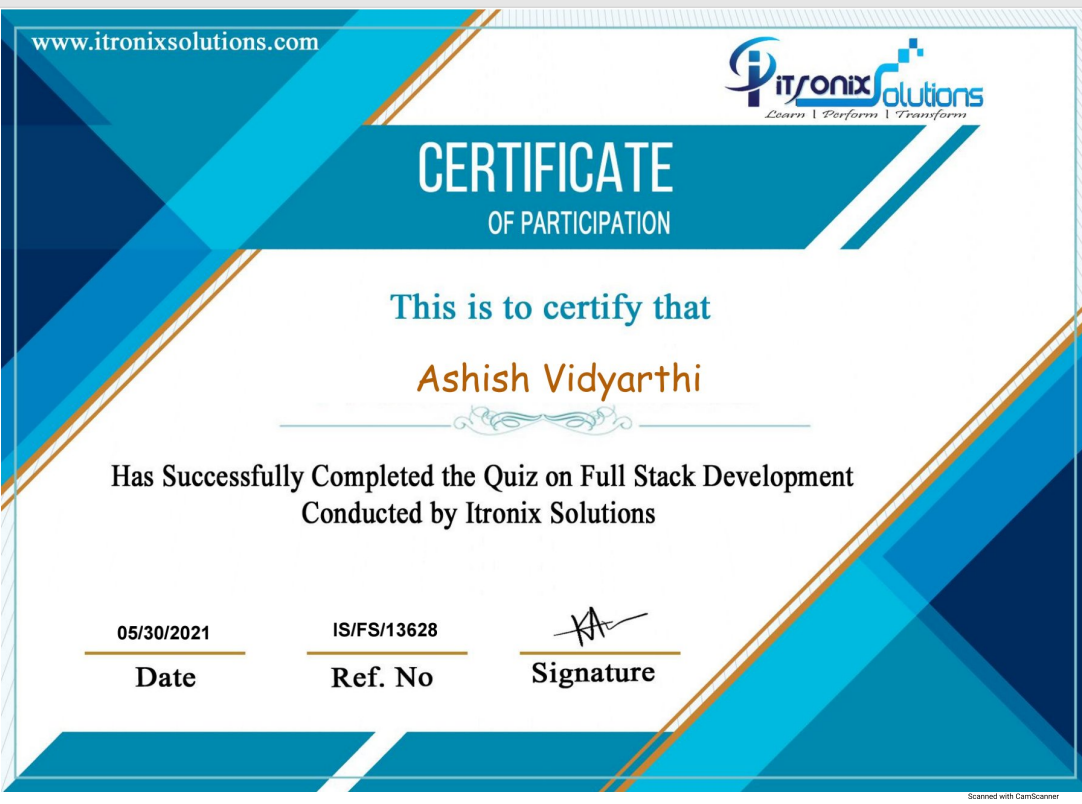 www.itronixsolutions.com
itronix Solutions
Learn | Perform | Transform
CERTIFICATE
OF PARTICIPATION
This is to certify that
Ashish Vidyarthi
Has Successfully Completed the Quiz on Full Stack Development
Conducted by Itronix Solutions
05/30/2021 IS/FS/13628
Date Ref. No Signature
Scanned with CamScanner